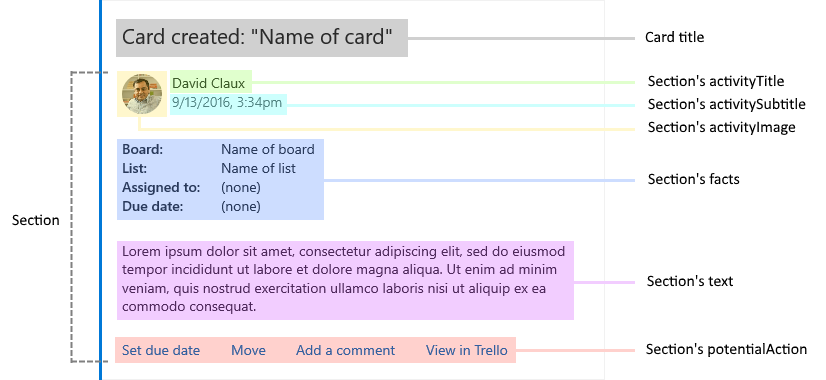 Card created: "Name of card"
Card title
David Claux
Section's activityTitle
9/13/2016, 3:34pm
Section's activitySubtitle
Section's activityImage
Board: Name of board
List: Name of list
Assigned to: (none)
Due date: (none)
Section's facts
Section
Lorem ipsum dolor sit amet, consectetur adipiscing elit, sed do eiusmod
tempor incididunt ut labore et dolore magna aliqua. Ut enim ad minim
veniam, quis nostrud exercitation ullamco laboris nisi ut aliquip ex ea
commodo consequat.
Section's text
Set due date Move Add a comment View in Trello
Section's potentialAction